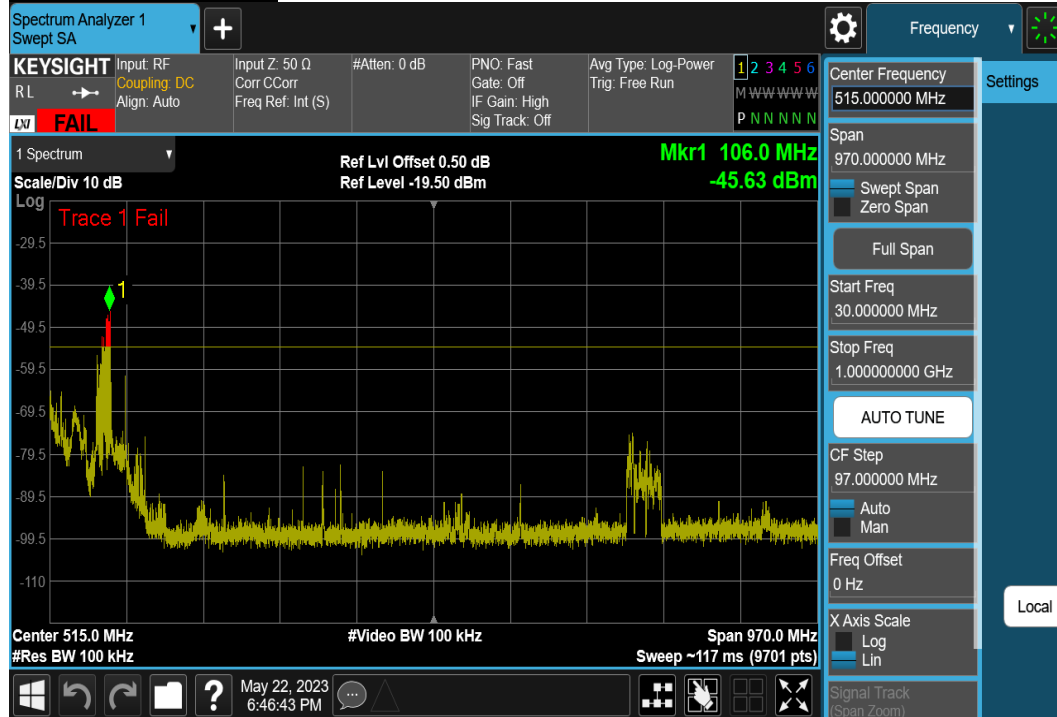 Spectrum Analyzer 1
Swept SA
+
Frequency
KEYSIGHT
RL
LXI
FAIL
Input: RF
Coupling: DC
Align: Auto
Input Z: 50 Ω
Corr CCorr
Freq Ref: Int (S)
#Atten: 0 dB
PNO: Fast
Gate: Off
IF Gain: High
Sig Track: Off
Avg Type: Log-Power
Trig: Free Run
1 2 3 4 5 6
M W W W W W
P N N N N N
1 Spectrum
Scale/Div 10 dB
Ref Lvl Offset 0.50 dB
Ref Level -19.50 dBm
Mkr1 106.0 MHz
-45.63 dBm
Log
Trace 1 Fail
1
-29.5
-39.5
-49.5
-59.5
-69.5
-79.5
-89.5
-99.5
-110
Center 515.0 MHz
#Res BW 100 kHz
#Video BW 100 kHz
Span 970.0 MHz
Sweep ~117 ms (9701 pts)
Center Frequency
515.000000 MHz
Span
970.000000 MHz
Swept Span
Zero Span
Full Span
Start Freq
30.000000 MHz
Stop Freq
1.000000000 GHz
AUTO TUNE
CF Step
97.000000 MHz
Auto
Man
Freq Offset
0 Hz
X Axis Scale
Log
Lin
Signal Track
(Span Zoom)
Settings
Local
?
May 22, 2023
6:46:43 PM